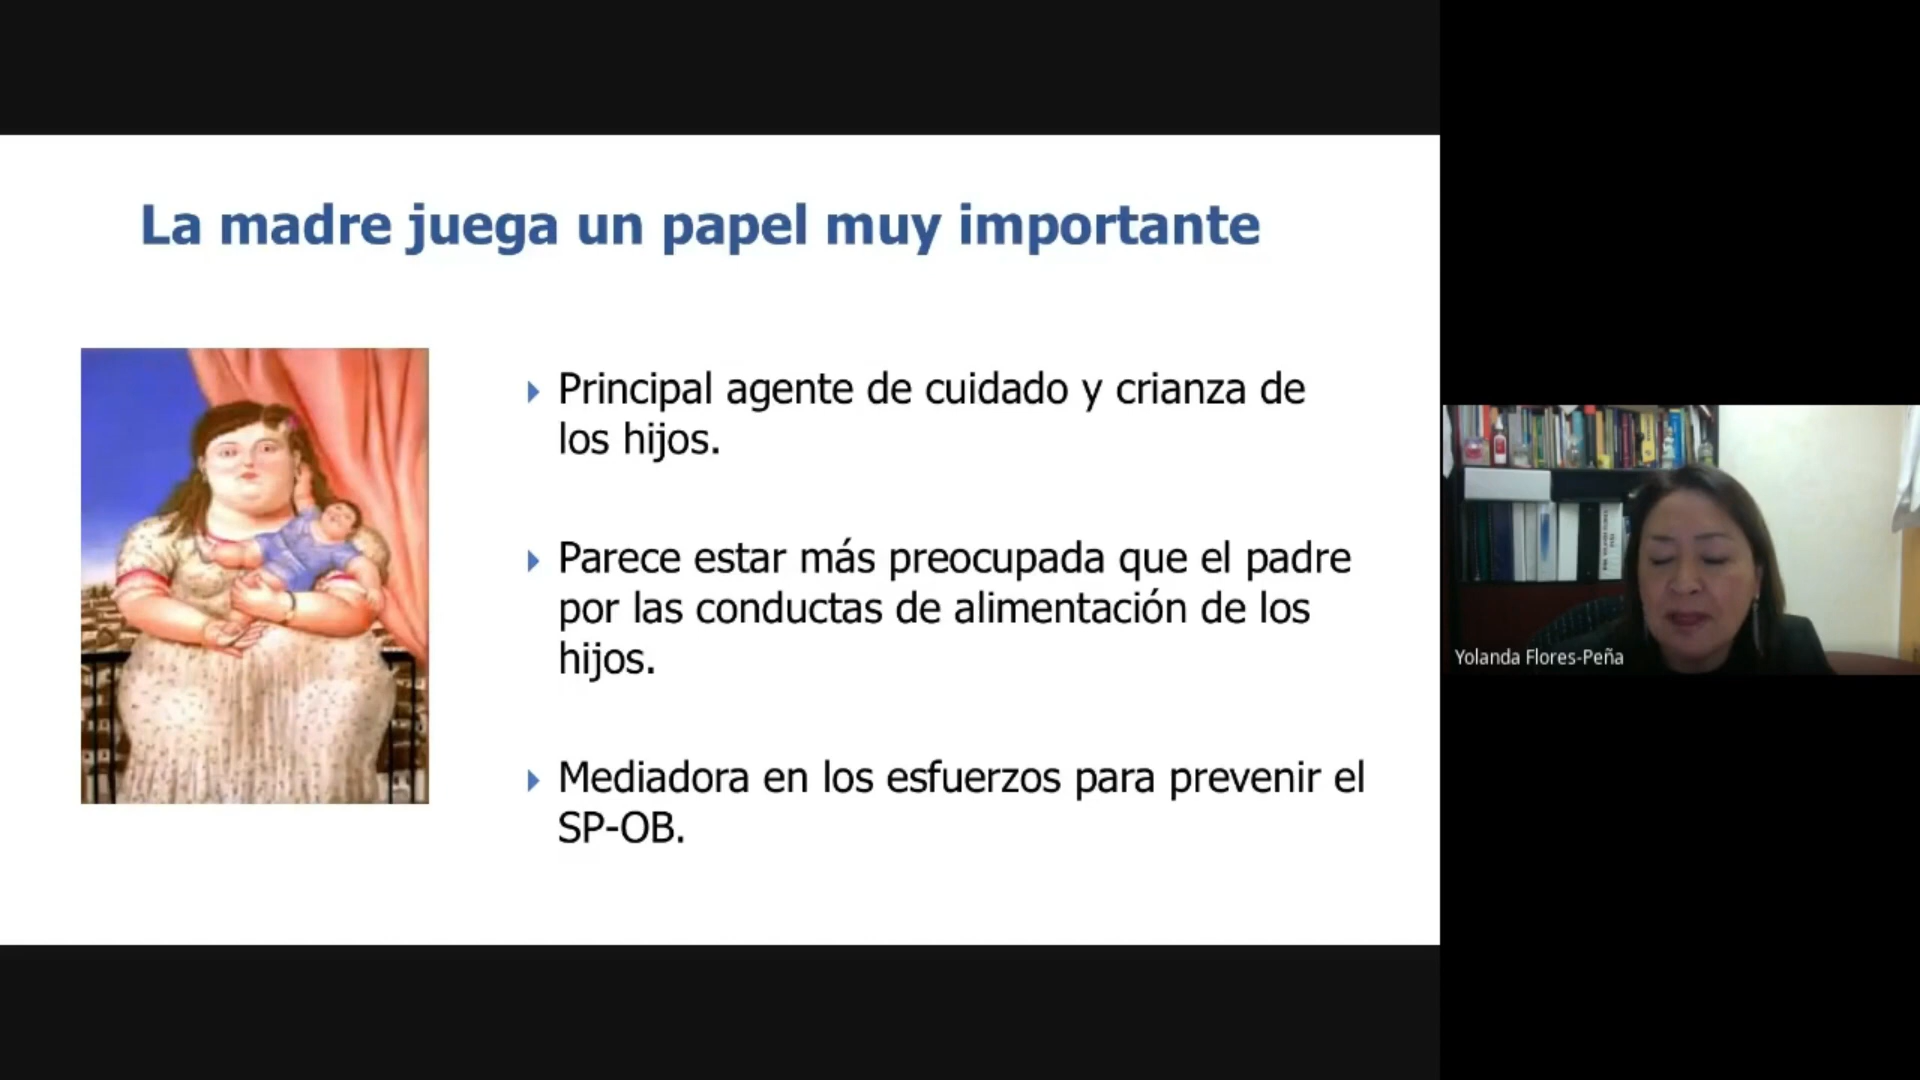 La madre juega un papel muy importante
Principal agente de cuidado y crianza de
los hijos.
Parece estar más preocupada que el padre
por las conductas de alimentación de los
hijos.
Mediadora en los esfuerzos para prevenir el
SP-OB.
Yolanda Flores-Peña